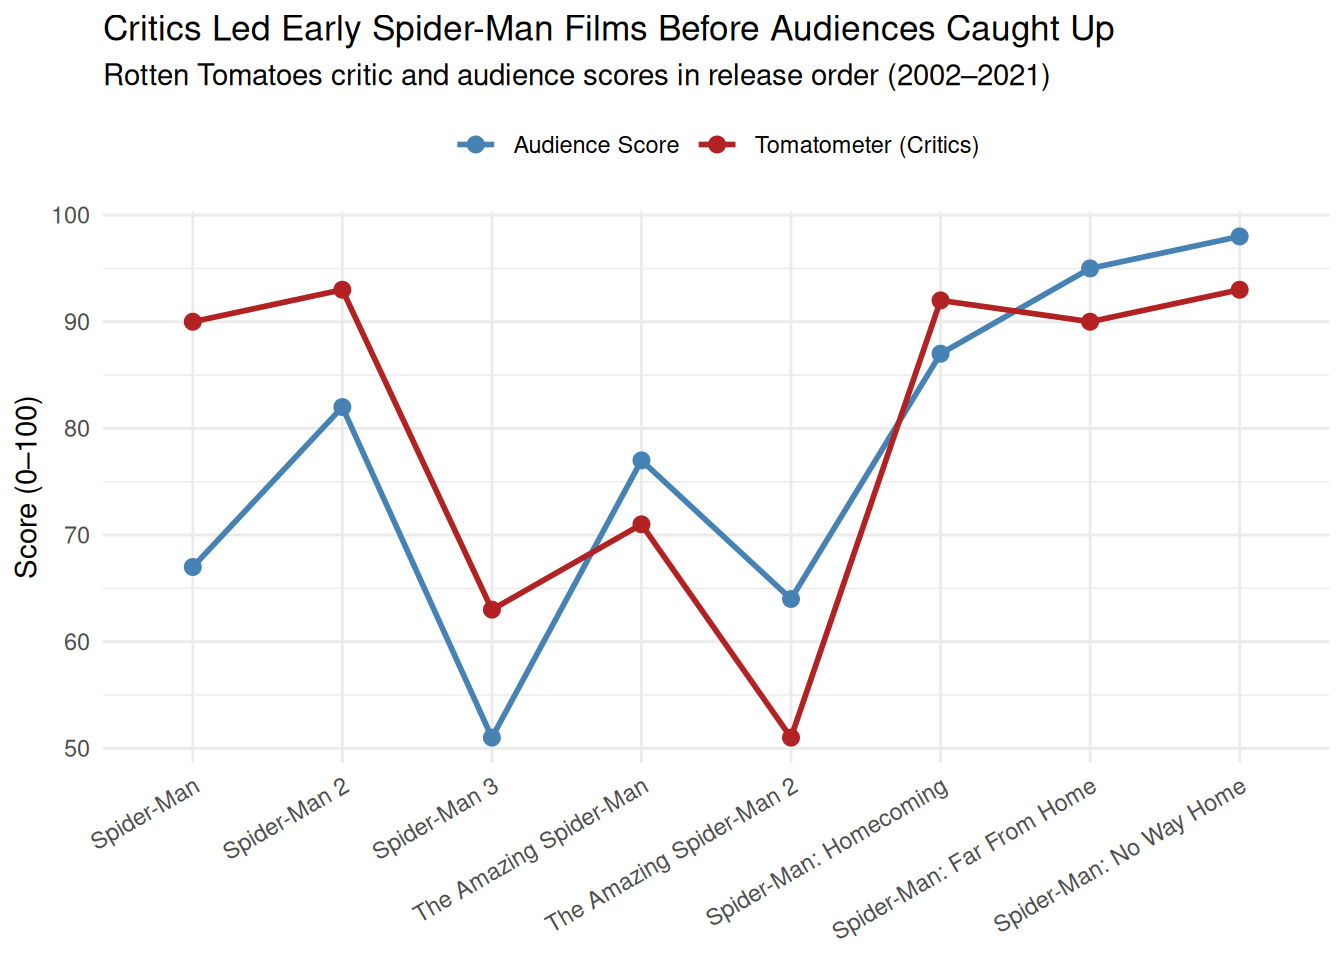 Critics Led Early Spider-Man Films Before Audiences Caught Up
Rotten Tomatoes critic and audience scores in release order (2002–2021)
Audience Score
Tomatometer (Critics)
Score (0–100)
100
90
80
70
60
50
Spider-Man
Spider-Man 2
Spider-Man 3
The Amazing Spider-Man
The Amazing Spider-Man 2
Spider-Man: Homecoming
Spider-Man: Far From Home
Spider-Man: No Way Home